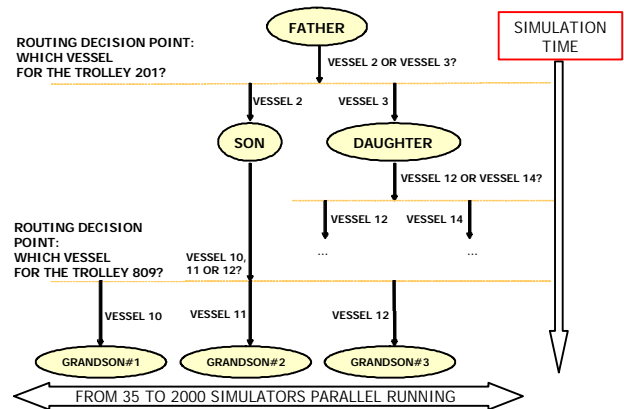 FATHER
SIMULATION
TIME
ROUTING DECISION POINT:
WHICH VESSEL
FOR THE TROLLEY 201?
VESSEL 2 OR VESSEL 3?
VESSEL 2
VESSEL 3
SON
DAUGHTER
VESSEL 12 OR VESSEL 14?
VESSEL 12
VESSEL 14
...
...
ROUTING DECISION
POINT:
WHICH VESSEL
FOR THE TROLLEY 809?
VESSEL 10,
11 OR 12?
VESSEL 10
VESSEL 11
VESSEL 12
GRANDSON#1
GRANDSON#2
GRANDSON#3
FROM 35 TO 2000 SIMULATORS PARALLEL RUNNING